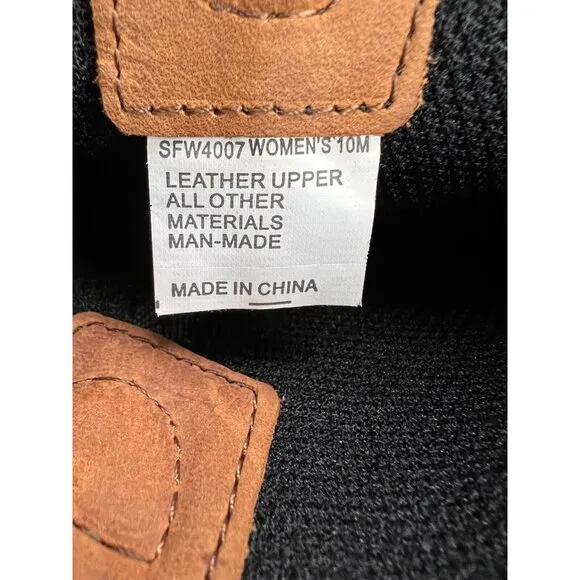 SFW4007 WOMEN'S 10M
LEATHER UPPER
ALL OTHER
MATERIALS
MAN-MADE
MADE IN CHINA